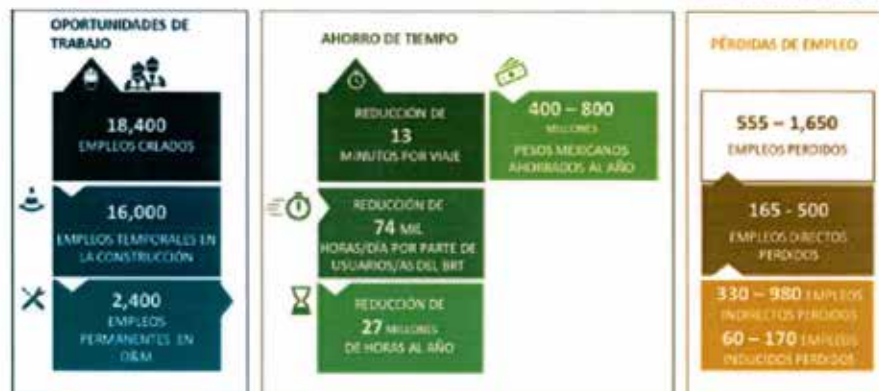 OPORTUNIDADES DE
TRABAJO
18,400
EMPLEOS CREADOS
16,000
EMPLEOS TEMPORALES EN
LA CONSTRUCCIÓN
2,400
EMPLEOS
PERMANENTES EN
O&M
AHORRO DE TIEMPO
REDUCCIÓN DE
13
MINUTOS POR VIAJE
400 – 800
MILLONES
PESOS MEXICANOS
AHORRADOS AL AÑO
REDUCCIÓN DE
74 MIL
HORAS/DÍA POR PARTE DE
USUARIOS/AS DEL BRT
REDUCCIÓN DE
27 MILLONES
DE HORAS AL AÑO
PÉRDIDAS DE EMPLEO
555 – 1,650
EMPLEOS PERDIDOS
165 - 500
EMPLEOS DIRECTOS
PERDIDOS
330 – 980 EMPLEOS
INDIRECTOS PERDIDOS
60 – 170 EMPLEOS
INDUCIDOS PERDIDOS